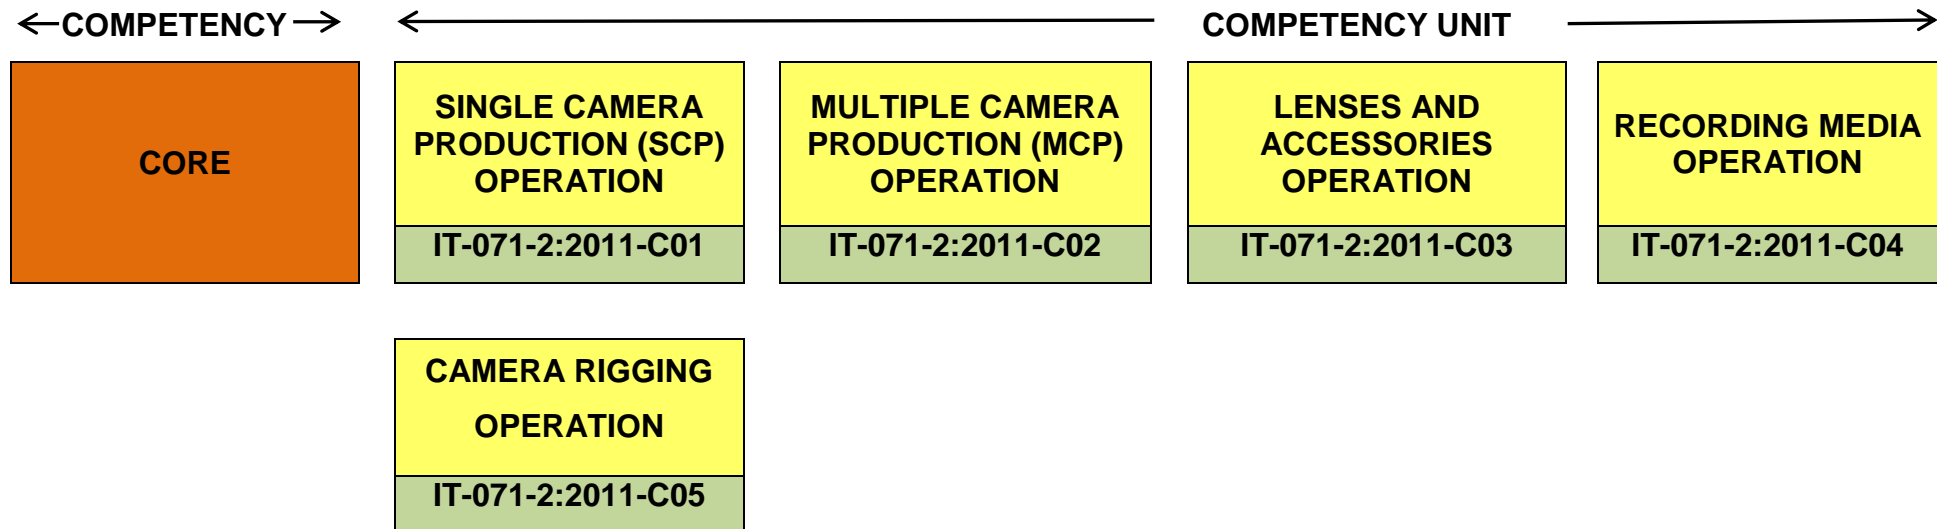 COMPETENCY
COMPETENCY UNIT
CORE
SINGLE CAMERA
PRODUCTION (SCP)
OPERATION
IT-071-2:2011-C01
MULTIPLE CAMERA
PRODUCTION (MCP)
OPERATION
IT-071-2:2011-C02
LENSES AND
ACCESSORIES
OPERATION
IT-071-2:2011-C03
RECORDING MEDIA
OPERATION
IT-071-2:2011-C04
CAMERA RIGGING
OPERATION
IT-071-2:2011-C05